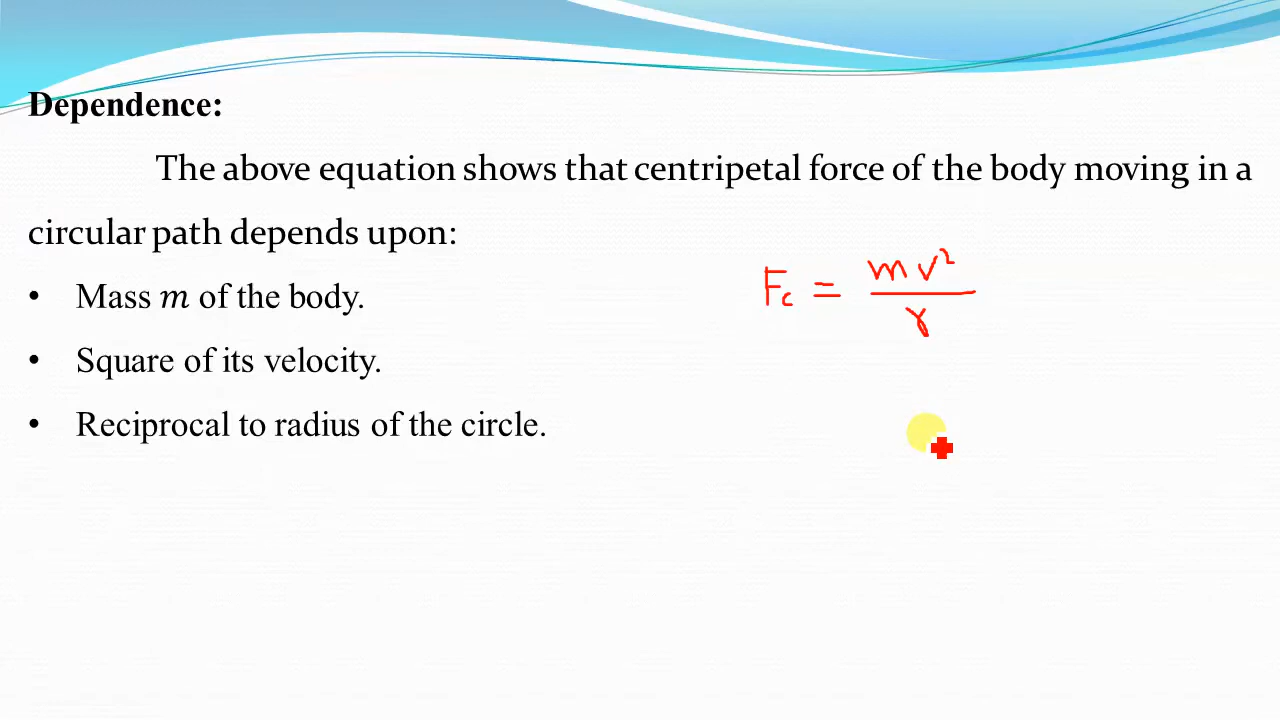 Dependence:
The above equation shows that centripetal force of the body moving in a
circular path depends upon:
• Mass m of the body.
• Square of its velocity.
• Reciprocal to radius of the circle.
Fc = mv² / r